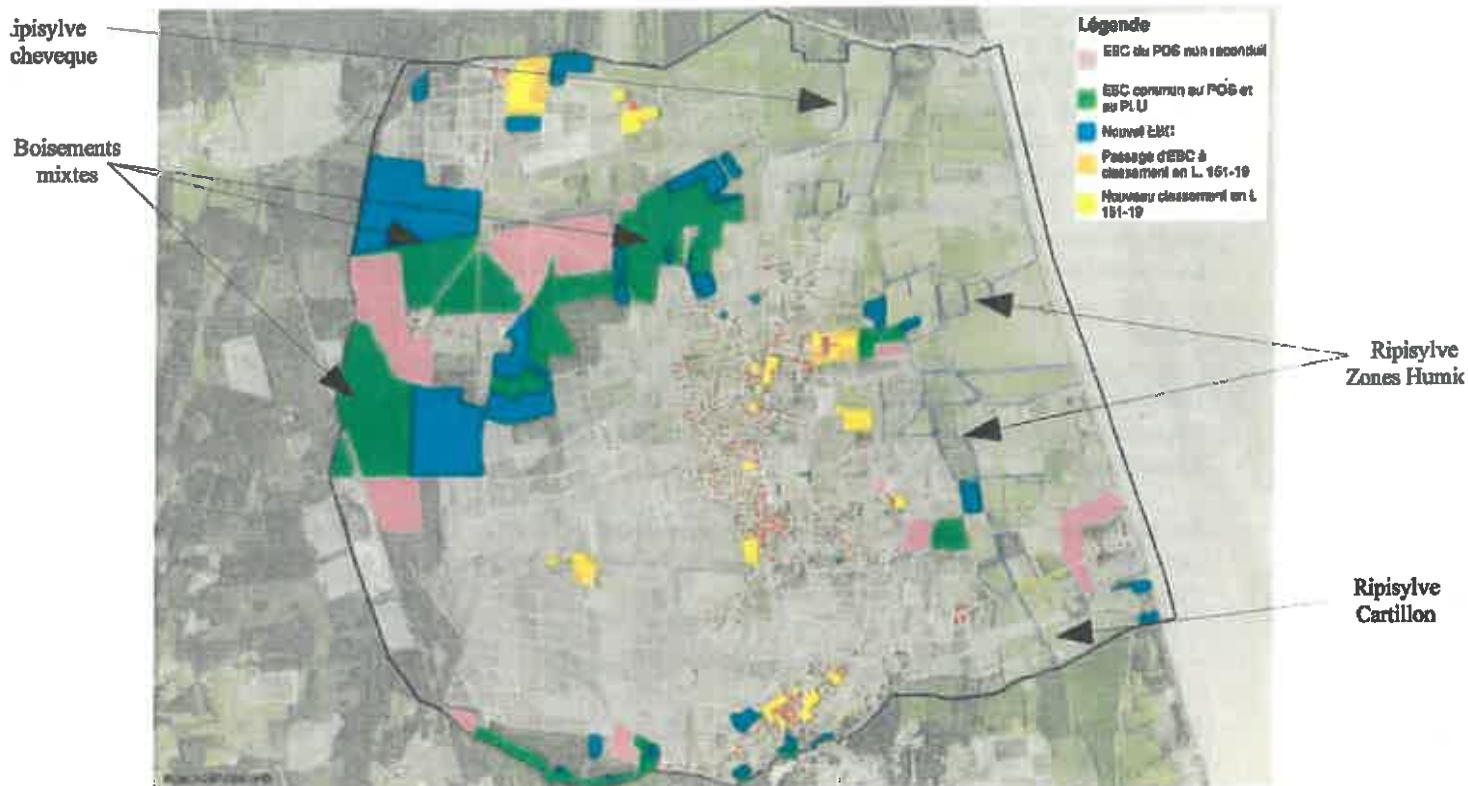 .ipisylve
cheveque
Boisements
mixtes
Légende
EBC du POS non reconduit
EBC commun au POS et
au PLU
Nouvel EBC
Passage d'EBC à
classement en L. 151-19
Nouveau classement en L
151-19
Ripisylve
Zones Humic
Ripisylve
Cartillon